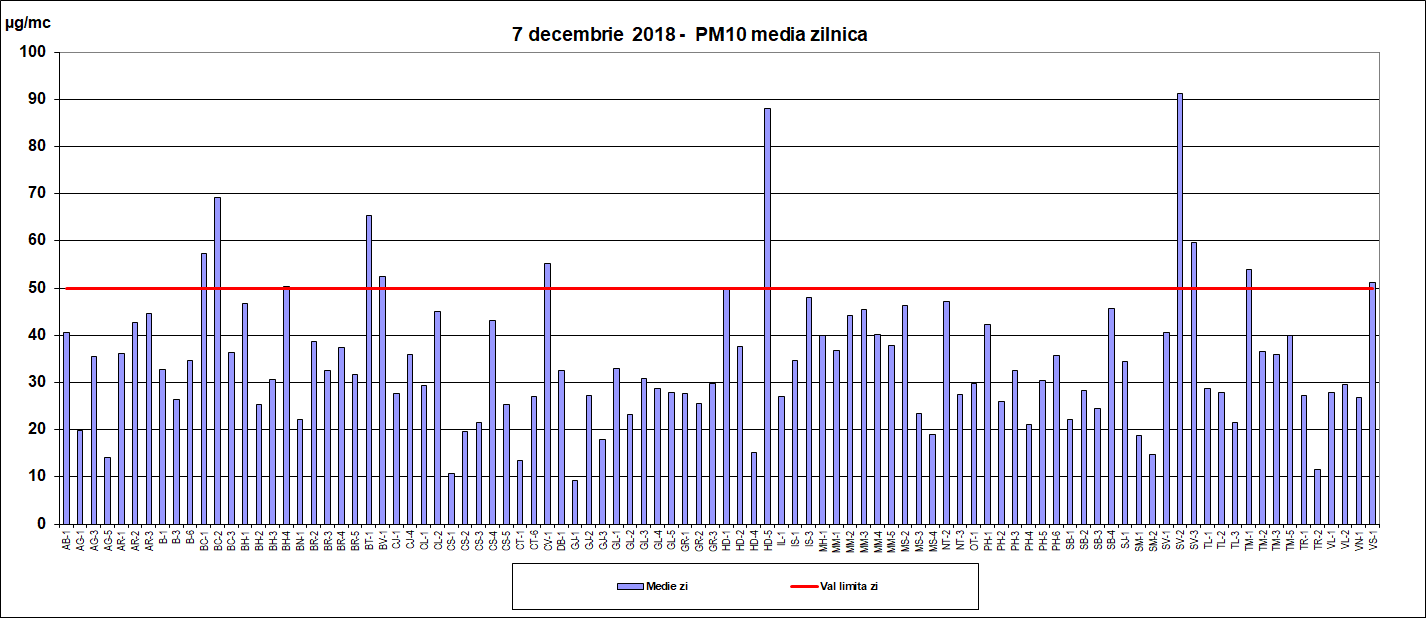 µg/mc
7 decembrie 2018 - PM10 media zilnica
100
90
80
70
60
50
40
30
20
10
0
AB-1 AG-1 AG-3 AG-5 AR-1 AR-2 AR-3 B-1 B-3 B-6 BC-1 BC-2 BC-3 BH-1 BH-2 BH-3 BH-4 BN-1 BR-2 BR-3 BR-4 BR-5 BT-1 BV-1 CJ-1 CJ-4 CL-1 CL-2 CS-1 CS-2 CS-3 CS-4 CS-5 CT-1 CT-6 CV-1 DB-1 GJ-1 GJ-2 GJ-3 GL-1 GL-2 GL-3 GL-4 GL-5 GR-1 GR-2 GR-3 HD-1 HD-2 HD-4 HD-5 IL-1 IS-1 IS-3 MH-1 MM-1 MM-2 MM-3 MM-4 MM-5 MS-2 MS-3 MS-4 NT-2 NT-3 OT-1 PH-1 PH-2 PH-3 PH-4 PH-5 PH-6 SB-1 SB-2 SB-3 SB-4 SJ-1 SM-1 SM-2 SV-1 SV-2 SV-3 TL-1 TL-2 TL-3 TM-1 TM-2 TM-3 TM-5 TR-1 TR-2 VL-1 VL-2 VN-1 VS-1
Medie zi Val limita zi